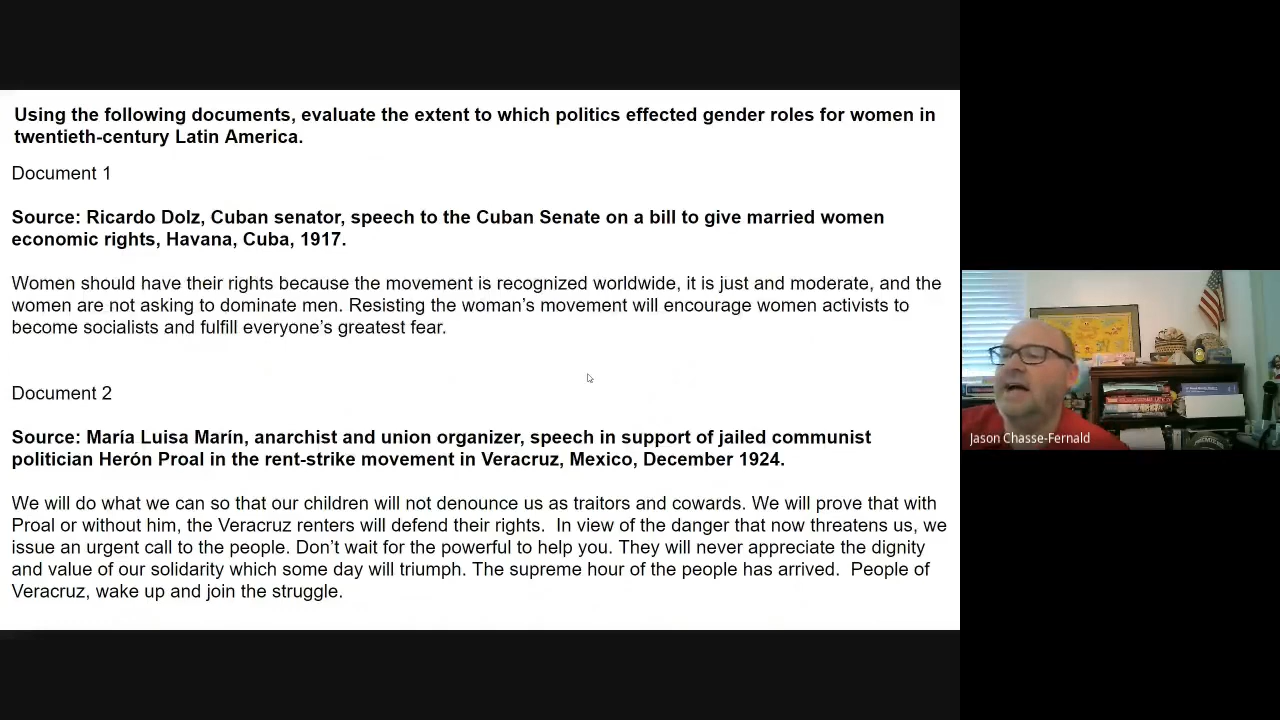 Using the following documents, evaluate the extent to which politics effected gender roles for women in
twentieth-century Latin America.
Document 1
Source: Ricardo Dolz, Cuban senator, speech to the Cuban Senate on a bill to give married women
economic rights, Havana, Cuba, 1917.
Women should have their rights because the movement is recognized worldwide, it is just and moderate, and the
women are not asking to dominate men. Resisting the woman's movement will encourage women activists to
become socialists and fulfill everyone's greatest fear.
Document 2
Source: María Luisa Marín, anarchist and union organizer, speech in support of jailed communist
politician Herón Proal in the rent-strike movement in Veracruz, Mexico, December 1924.
We will do what we can so that our children will not denounce us as traitors and cowards. We will prove that with
Proal or without him, the Veracruz renters will defend their rights.  In view of the danger that now threatens us, we
issue an urgent call to the people. Don't wait for the powerful to help you. They will never appreciate the dignity
and value of our solidarity which some day will triumph. The supreme hour of the people has arrived.  People of
Veracruz, wake up and join the struggle.
Jason Chasse-Fernald